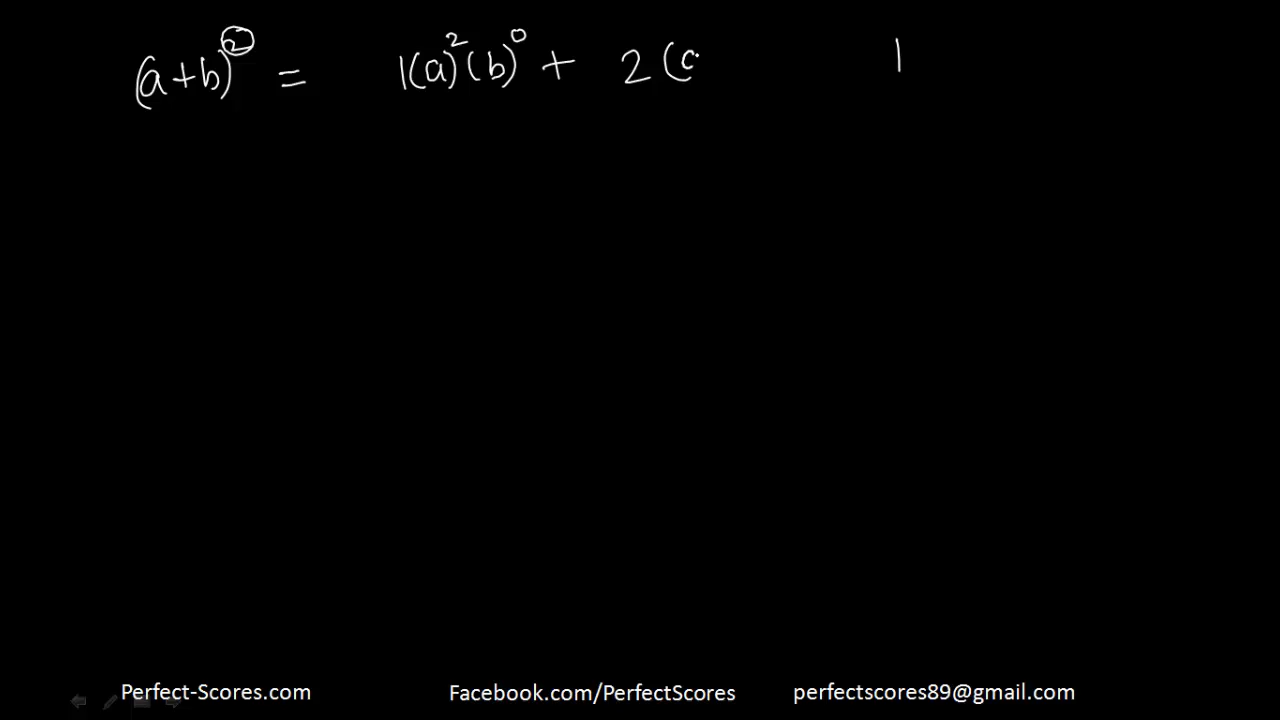 (a+b)² = 1(a)²(b)⁰ + 2(a 1
Perfect-Scores.com Facebook.com/PerfectScores perfectscores89@gmail.com